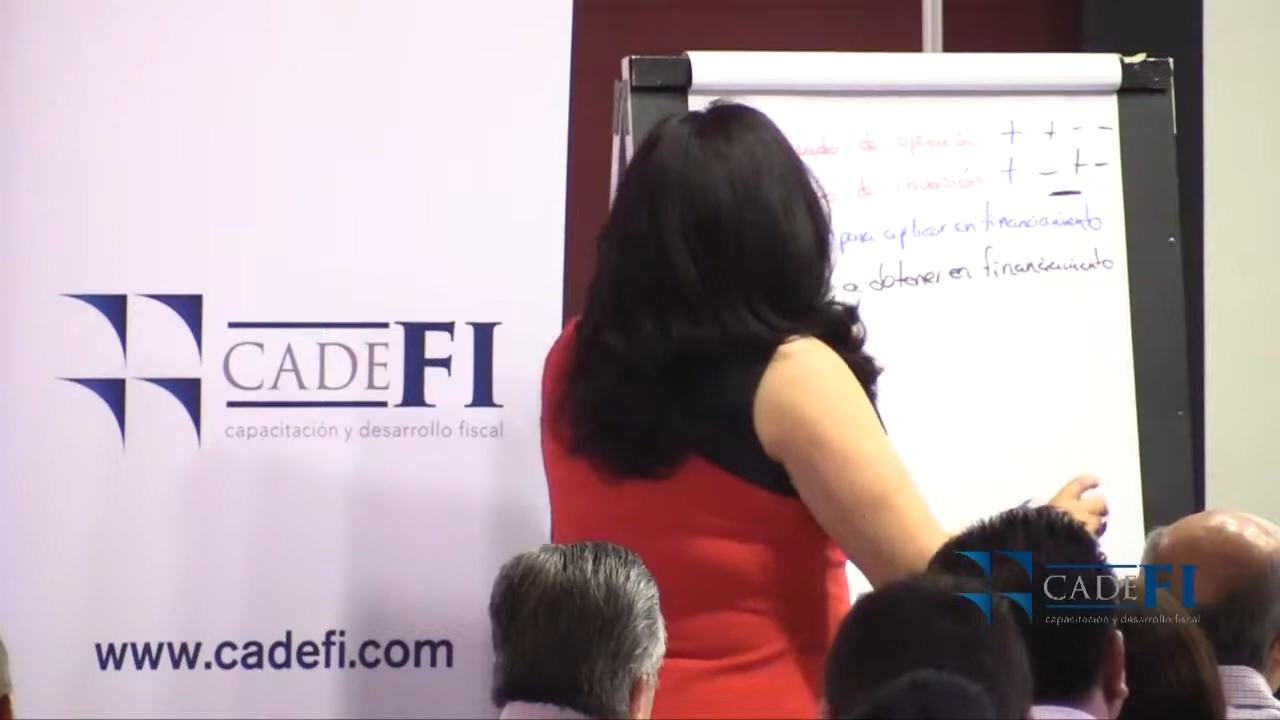 CADEFI
capacitación y desarrollo fiscal
www.cadefi.com
de operación + + - -
de inversión + - + -
para aplicar en financiamiento
a obtener en financiamiento
CADEFI
capacitación y desarrollo fiscal